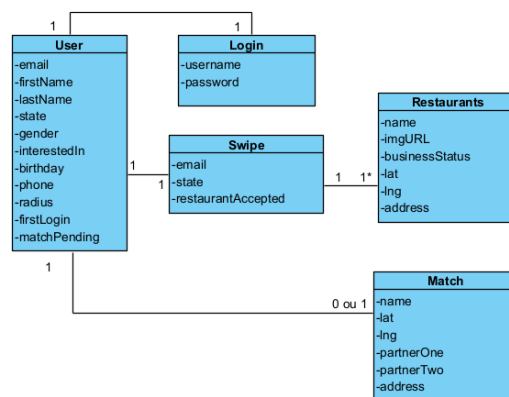 1
1
User
-email
-firstName
-lastName
-state
-gender
-interestedIn
-birthday
-phone
-radius
-firstLogin
-matchPending
Login
-username
-password
1
1
Swipe
-email
-state
-restaurantAccepted
1
1*
Restaurants
-name
-imgURL
-businessStatus
-lat
-lng
-address
1
0 ou 1
Match
-name
-lat
-lng
-partnerOne
-partnerTwo
-address